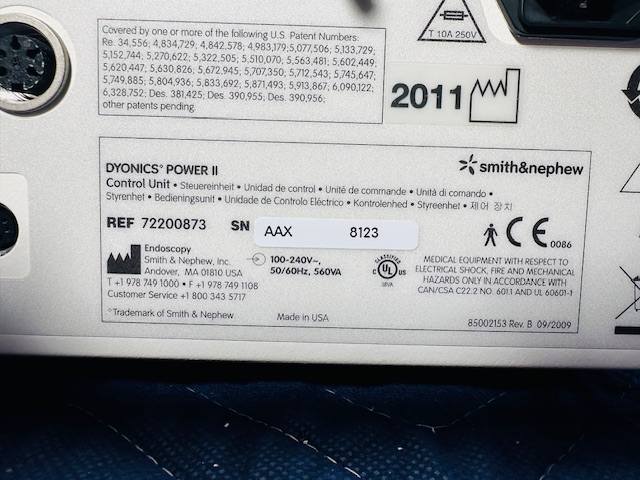 Covered by one or more of the following U.S. Patent Numbers:
Re. 34,556; 4,834,729; 4,842,578; 4,983,179;5,077,506; 5,133,729,
5,152,744; 5,270,622; 5,322,505; 5,510,070; 5,563,481; 5,602,449;
5,620,447; 5,630,826; 5,672,945; 5,707,350; 5,712,543; 5,745,647;
5,749,885; 5,804,936; 5,833,692; 5,871,493; 5,913,867; 6,090,122;
6,328,752; Des. 381,425; Des. 390,955; Des. 390,956;
other patents pending.
T 10A 250V
2011
DYONICS° POWER II
smith&nephew
Control Unit • Steuereinheit • Unidad de control • Unité de commande • Unità di comando •
Styrenhet • Bedieningsunit • Unidade de Controlo Eléctrico • Kontrolenhed • Styreenhet • 제어 장치
REF 72200873 SN AAX 8123
0086
Endoscopy
Smith & Nephew, Inc.
Andover, MA 01810 USA
T +1 978 749 1000 • F +1 978 749 1108
Customer Service +1 800 343 5717
100-240V~,
50/60Hz, 560VA
CLASSIFIED
C UL US
38VA
MEDICAL EQUIPMENT WITH RESPECT TO
ELECTRICAL SHOCK, FIRE AND MECHANICAL
HAZARDS ONLY IN ACCORDANCE WITH
CAN/CSA C22.2 NO. 601.1 AND UL 60601-1
°Trademark of Smith & Nephew
Made in USA
85002153 Rev. B 09/2009